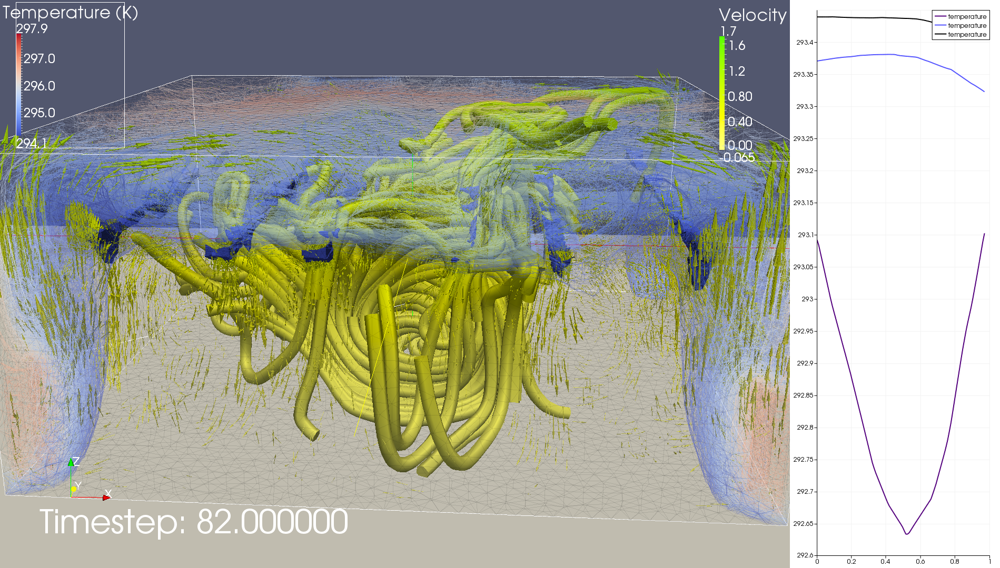 Temperature (K)
297.9
297.0
296.0
295.0
294.1
Velocity
1.7
1.6
1.2
0.80
0.40
0.00
-0.065
Z
Y
X
Timestep: 82.000000
temperature
temperature
temperature
293.4
293.35
293.3
293.25
293.2
293.15
293.1
293.05
293
292.95
292.9
292.85
292.8
292.75
292.7
292.65
292.6
0 0.2 0.4 0.6 0.8 1